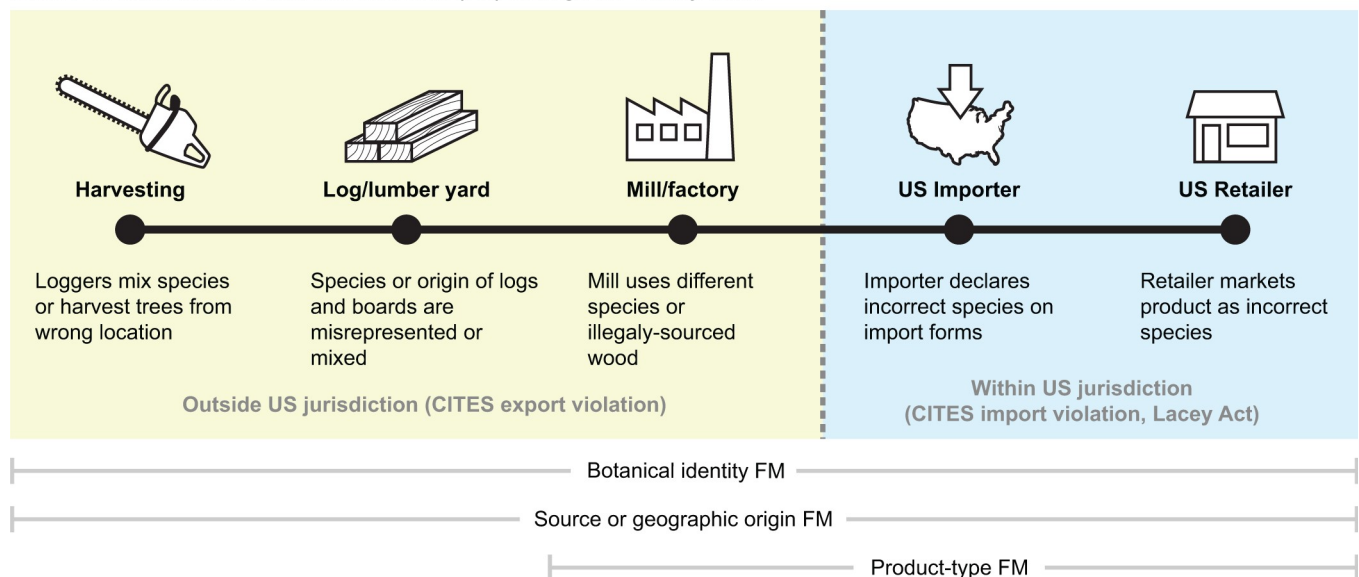 Harvesting
Log/lumber yard
Mill/factory
US Importer
US Retailer
Loggers mix species
or harvest trees from
wrong location
Species or origin of logs
and boards are
misrepresented or
mixed
Mill uses different
species or
illegaly-sourced
wood
Importer declares
incorrect species on
import forms
Retailer markets
product as incorrect
species
Outside US jurisdiction (CITES export violation)
Within US jurisdiction
(CITES import violation, Lacey Act)
Botanical identity FM
Source or geographic origin FM
Product-type FM